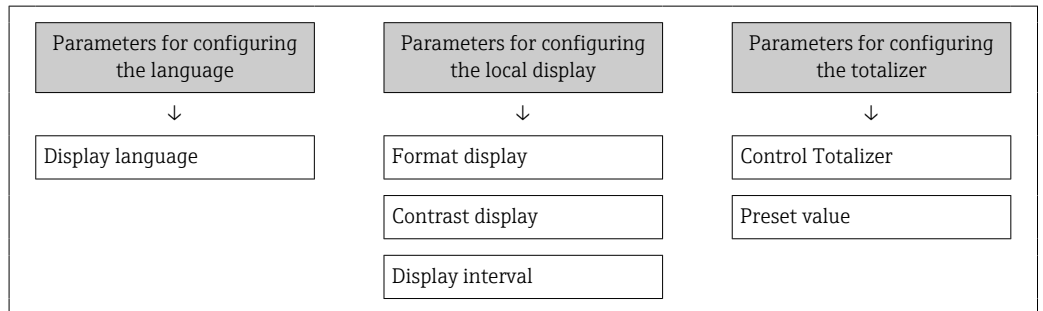 Parameters for configuring
the language
↓
Display language
Parameters for configuring
the local display
↓
Format display
Contrast display
Display interval
Parameters for configuring
the totalizer
↓
Control Totalizer
Preset value